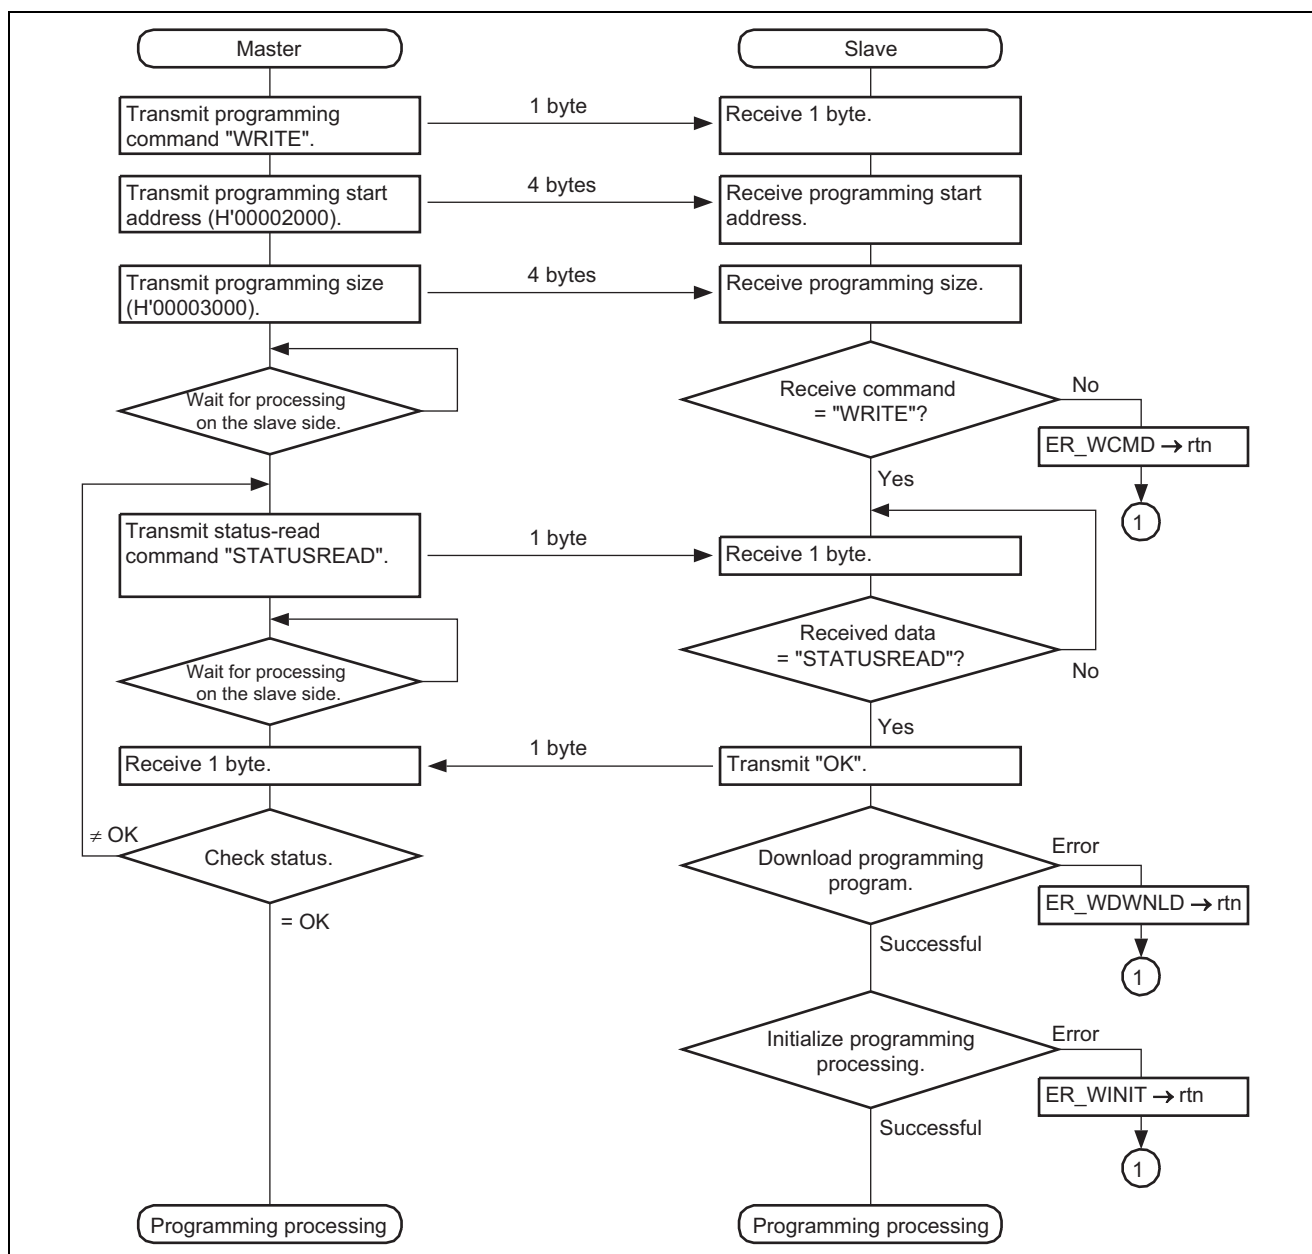 Master
Slave
Transmit programming
command "WRITE".
1 byte
Receive 1 byte.
Transmit programming start
address (H'00002000).
4 bytes
Receive programming start
address.
Transmit programming size
(H'00003000).
4 bytes
Receive programming size.
Wait for processing
on the slave side.
Receive command
= "WRITE"?
No
ER_WCMD → rtn
1
Yes
Transmit status-read
command "STATUSREAD".
1 byte
Receive 1 byte.
Wait for processing
on the slave side.
Received data
= "STATUSREAD"?
No
Yes
Receive 1 byte.
1 byte
Transmit "OK".
≠ OK
Check status.
= OK
Download programming
program.
Error
ER_WDWNLD → rtn
1
Successful
Initialize programming
processing.
Error
ER_WINIT → rtn
1
Successful
Programming processing
Programming processing